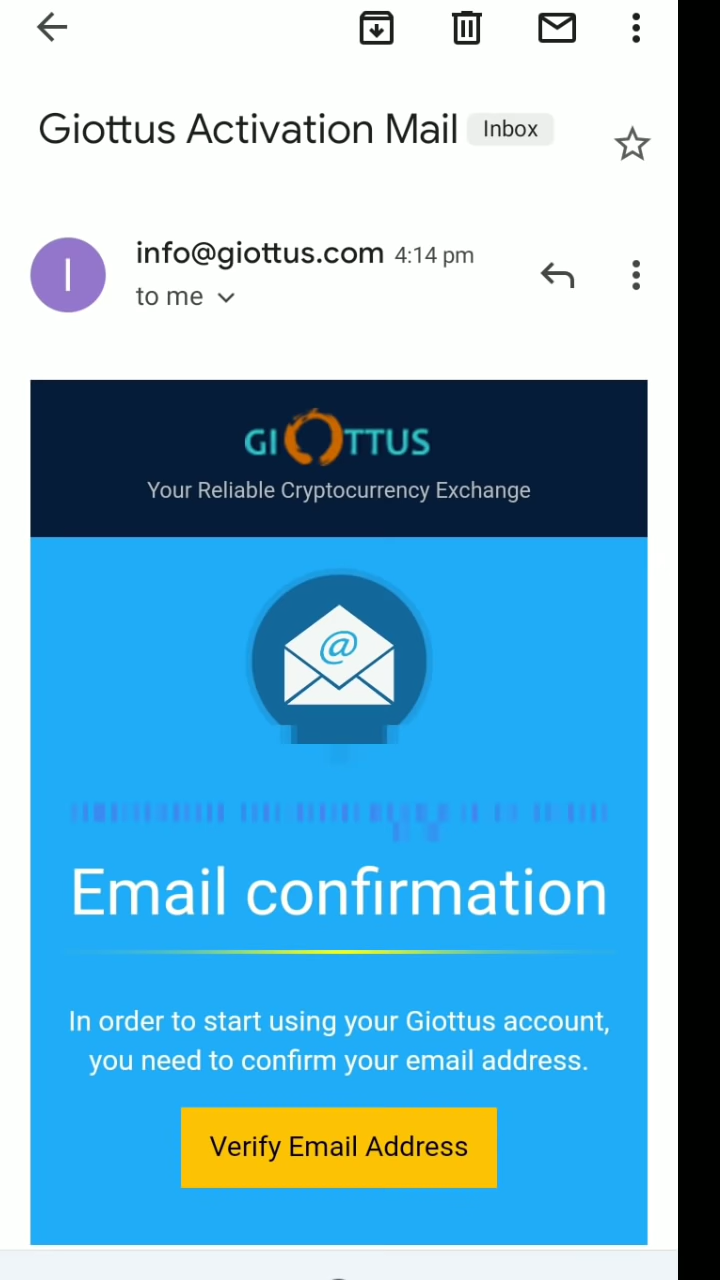 Giottus Activation Mail Inbox
I
info@giottus.com 4:14 pm
to me
GIOTTUS
Your Reliable Cryptocurrency Exchange
@
Email confirmation
In order to start using your Giottus account,
you need to confirm your email address.
Verify Email Address